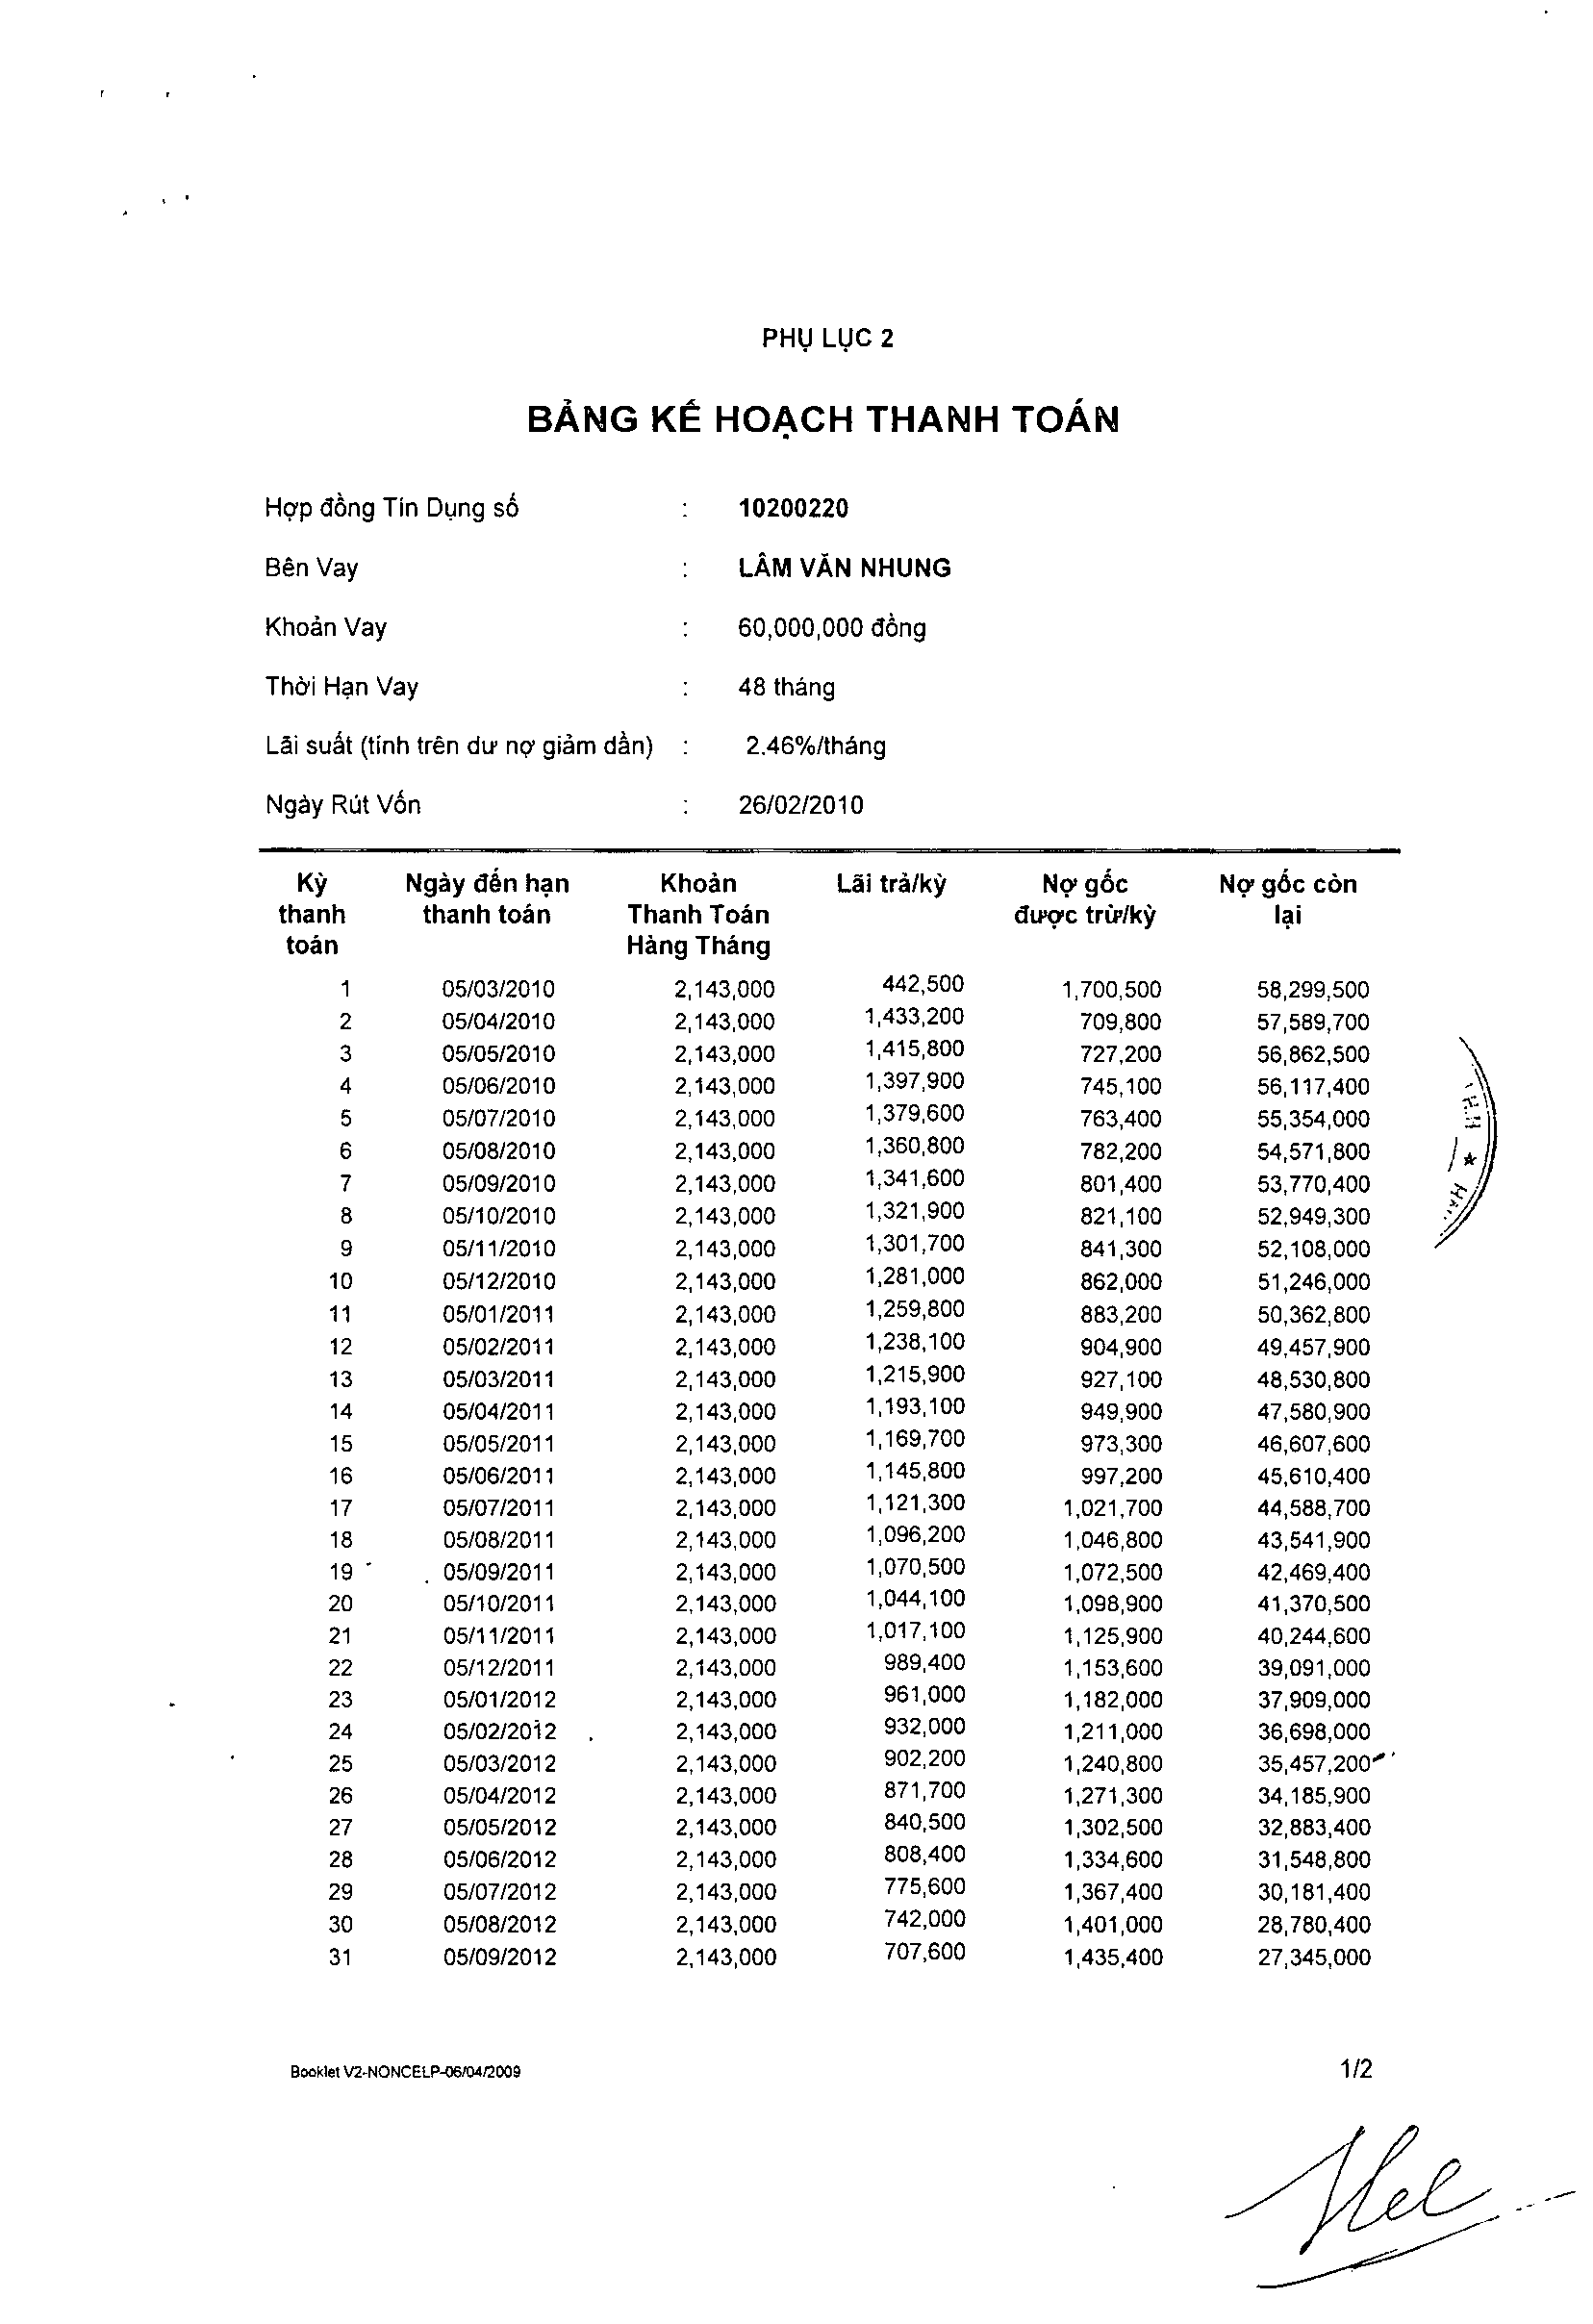 PHỤ LỤC 2
BẢNG KẾ HOẠCH THANH TOÁN
Hợp đồng Tín Dụng số : 10200220
Bên Vay : LÂM VĂN NHUNG
Khoản Vay : 60,000,000 đồng
Thời Hạn Vay : 48 tháng
Lãi suất (tính trên dư nợ giảm dần) : 2.46%/tháng
Ngày Rút Vốn : 26/02/2010
Kỳ Ngày đến hạn Khoản Lãi trả/kỳ Nợ gốc Nợ gốc còn
thanh thanh toán Thanh Toán được trừ/kỳ lại
toán Hàng Tháng
1 05/03/2010 2,143,000 442,500 1,700,500 58,299,500
2 05/04/2010 2,143,000 1,433,200 709,800 57,589,700
3 05/05/2010 2,143,000 1,415,800 727,200 56,862,500
4 05/06/2010 2,143,000 1,397,900 745,100 56,117,400
5 05/07/2010 2,143,000 1,379,600 763,400 55,354,000
6 05/08/2010 2,143,000 1,360,800 782,200 54,571,800
7 05/09/2010 2,143,000 1,341,600 801,400 53,770,400
8 05/10/2010 2,143,000 1,321,900 821,100 52,949,300
9 05/11/2010 2,143,000 1,301,700 841,300 52,108,000
10 05/12/2010 2,143,000 1,281,000 862,000 51,246,000
11 05/01/2011 2,143,000 1,259,800 883,200 50,362,800
12 05/02/2011 2,143,000 1,238,100 904,900 49,457,900
13 05/03/2011 2,143,000 1,215,900 927,100 48,530,800
14 05/04/2011 2,143,000 1,193,100 949,900 47,580,900
15 05/05/2011 2,143,000 1,169,700 973,300 46,607,600
16 05/06/2011 2,143,000 1,145,800 997,200 45,610,400
17 05/07/2011 2,143,000 1,121,300 1,021,700 44,588,700
18 05/08/2011 2,143,000 1,096,200 1,046,800 43,541,900
19 05/09/2011 2,143,000 1,070,500 1,072,500 42,469,400
20 05/10/2011 2,143,000 1,044,100 1,098,900 41,370,500
21 05/11/2011 2,143,000 1,017,100 1,125,900 40,244,600
22 05/12/2011 2,143,000 989,400 1,153,600 39,091,000
23 05/01/2012 2,143,000 961,000 1,182,000 37,909,000
24 05/02/2012 2,143,000 932,000 1,211,000 36,698,000
25 05/03/2012 2,143,000 902,200 1,240,800 35,457,200
26 05/04/2012 2,143,000 871,700 1,271,300 34,185,900
27 05/05/2012 2,143,000 840,500 1,302,500 32,883,400
28 05/06/2012 2,143,000 808,400 1,334,600 31,548,800
29 05/07/2012 2,143,000 775,600 1,367,400 30,181,400
30 05/08/2012 2,143,000 742,000 1,401,000 28,780,400
31 05/09/2012 2,143,000 707,600 1,435,400 27,345,000
Booklet V2-NONCELP-06/04/2009 1/2